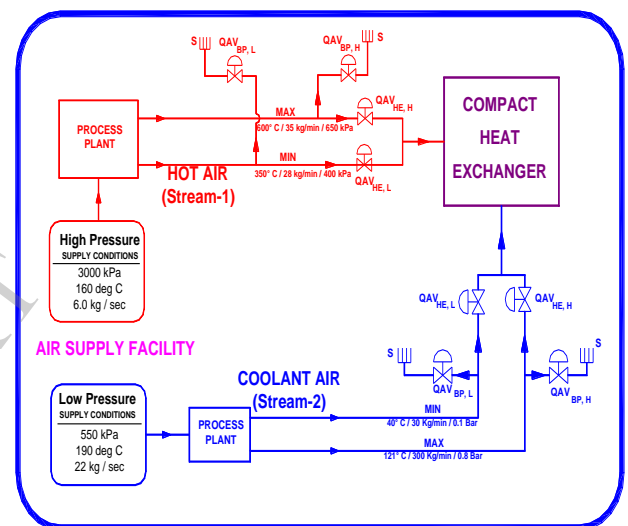 S
QAV BP, L
QAV BP, H
S
MAX
600° C / 35 kg/min / 650 kPa
QAV HE, H
COMPACT
HEAT
EXCHANGER
PROCESS
PLANT
HOT AIR
(Stream-1)
MIN
350° C / 28 kg/min / 400 kPa
QAV HE, L
High Pressure
SUPPLY CONDITIONS
3000 kPa
160 deg C
6.0 kg / sec
QAV HE, L
QAV HE, H
AIR SUPPLY FACILITY
S
QAV BP, L
S
QAV BP, H
COOLANT AIR
(Stream-2)
Low Pressure
SUPPLY CONDITIONS
550 kPa
190 deg C
22 kg / sec
PROCESS
PLANT
MIN
40° C / 30 Kg/min / 0.1 Bar
MAX
121° C / 300 Kg/min / 0.8 Bar